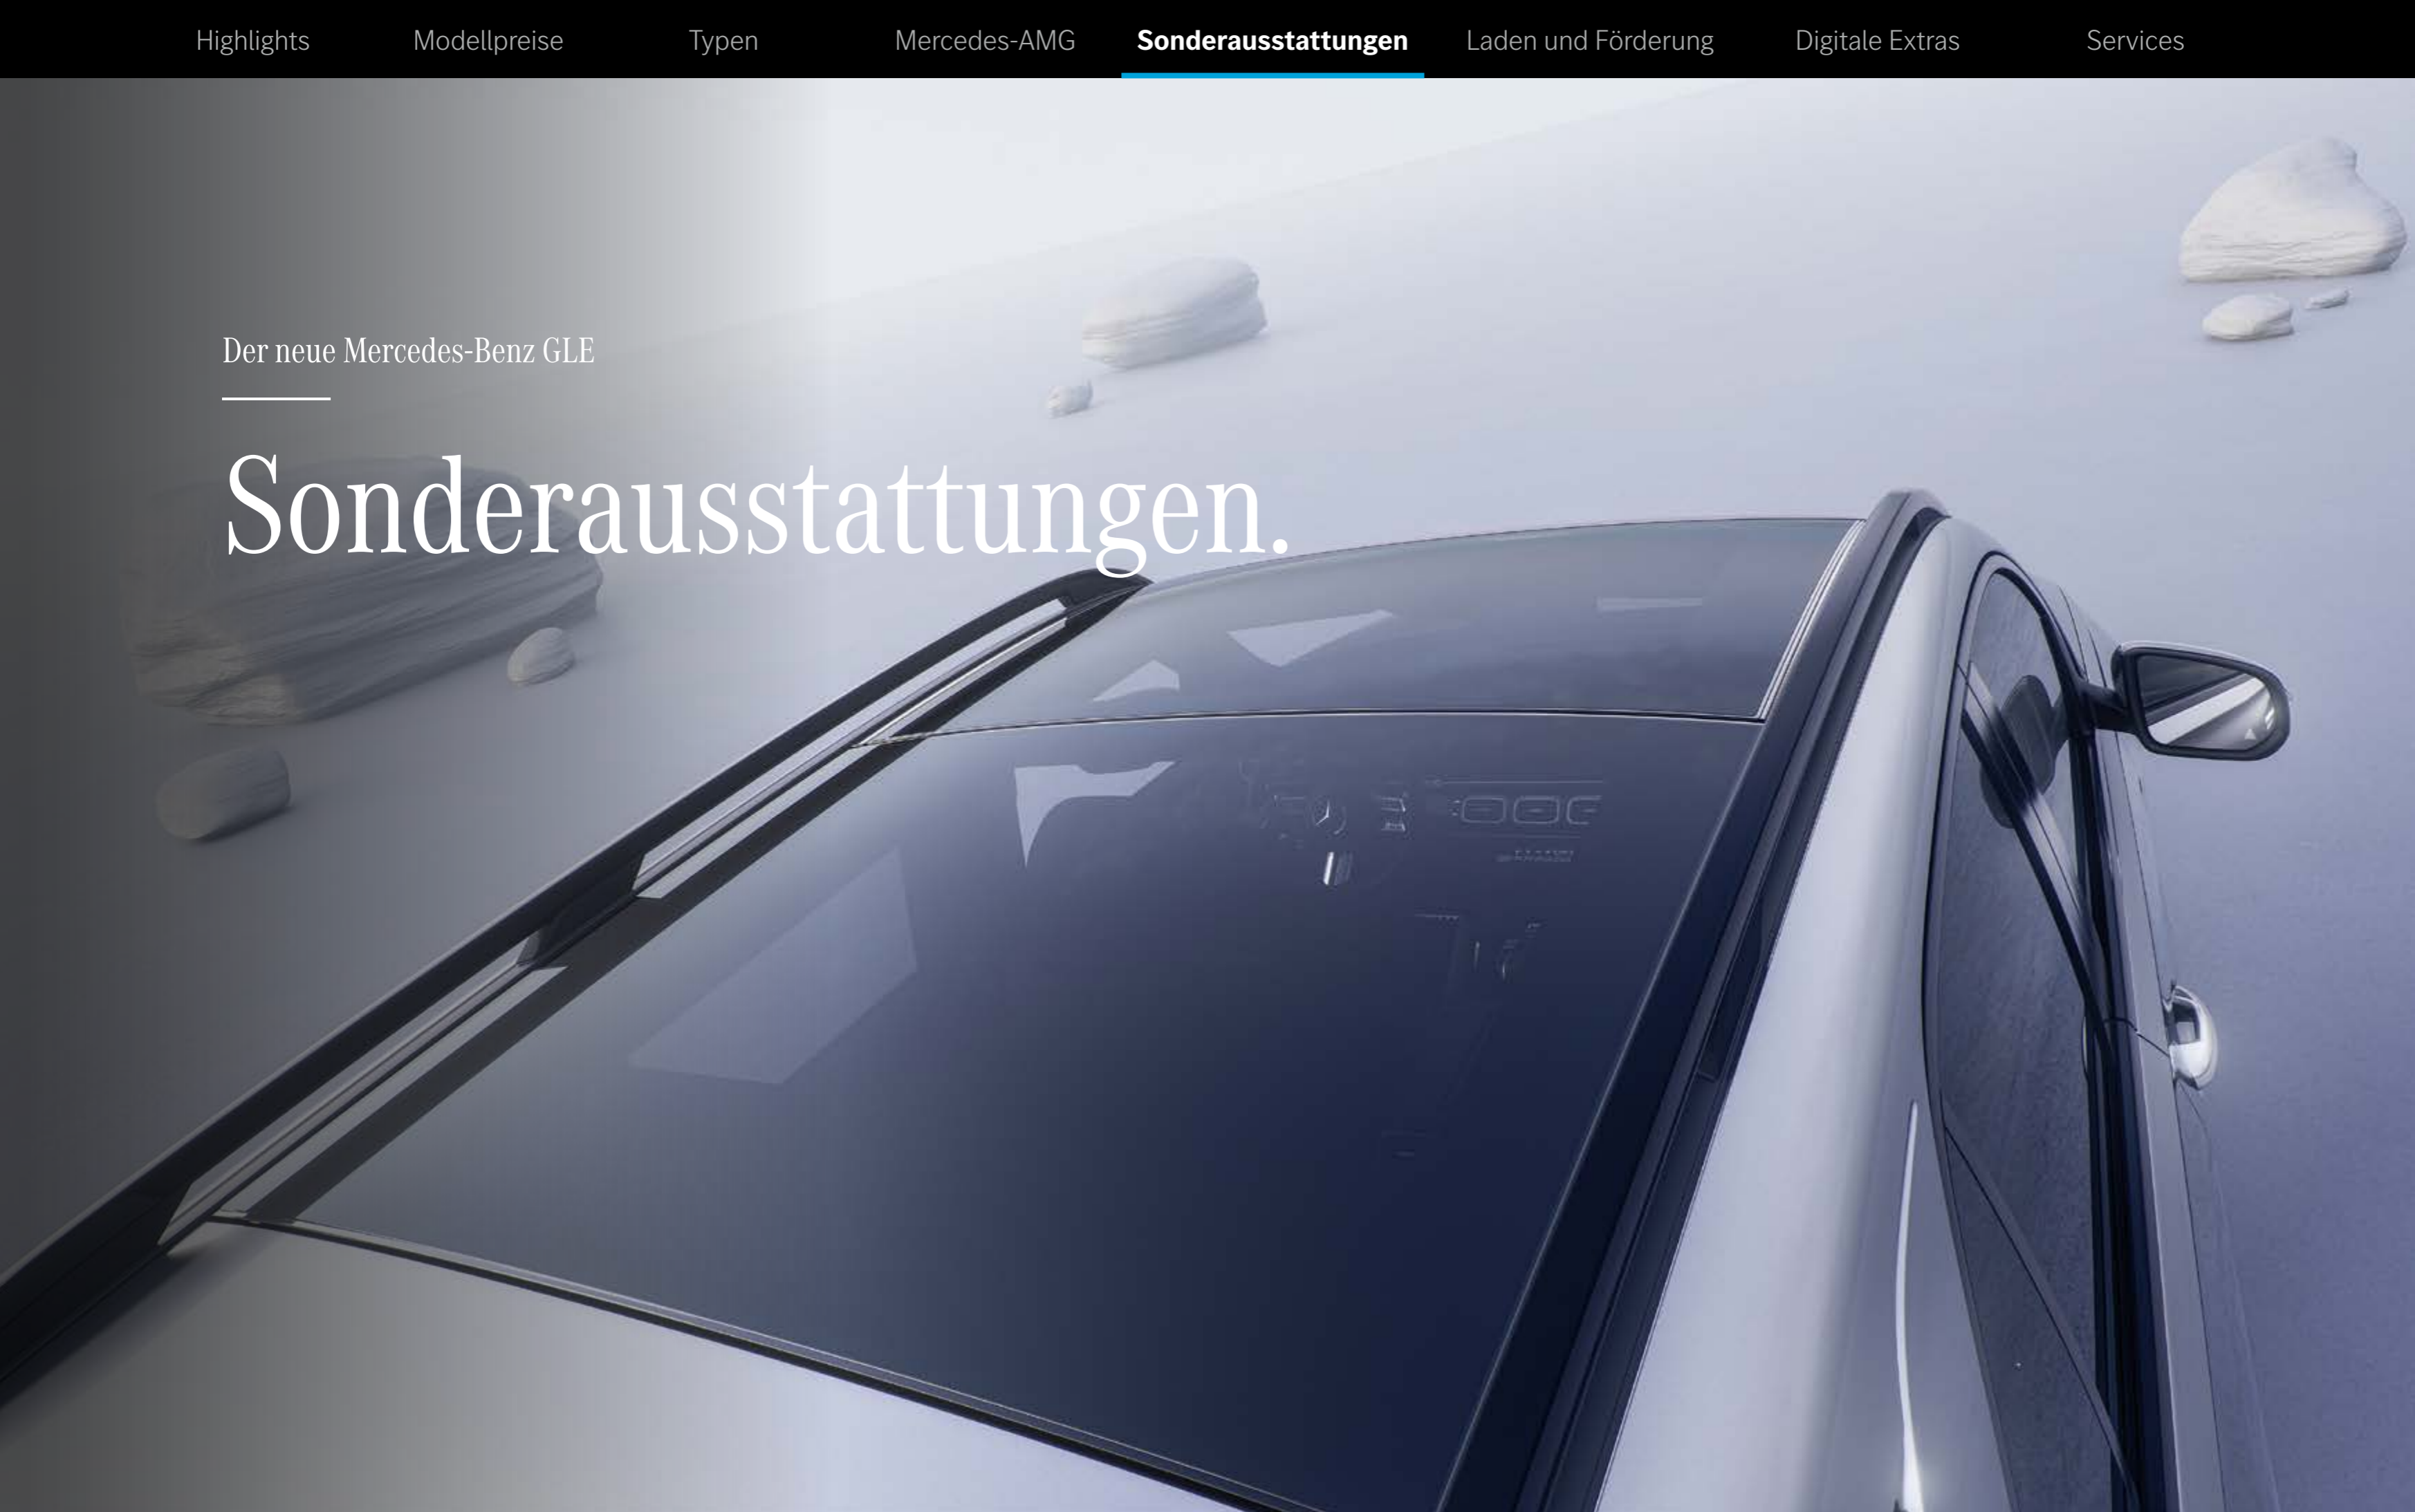 Highlights
Modellpreise
Typen
Mercedes-AMG
Sonderausstattungen
Laden und Förderung
Digitale Extras
Services
Der neue Mercedes-Benz GLE
Sonderausstattungen.